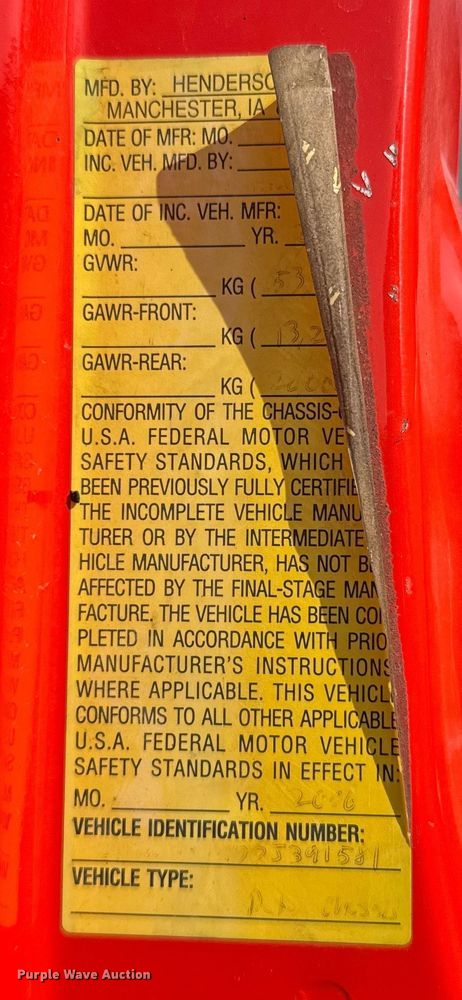 MFD. BY: HENDERSO
MANCHESTER, IA
DATE OF MFR: MO.
INC. VEH. MFD. BY:
DATE OF INC. VEH. MFR:
MO. YR.
GVWR:
KG ( 53
GAWR-FRONT:
KG ( 13,2
GAWR-REAR:
KG (
CONFORMITY OF THE CHASSIS-
U.S.A. FEDERAL MOTOR VE
SAFETY STANDARDS, WHICH
BEEN PREVIOUSLY FULLY CERTIFIE
THE INCOMPLETE VEHICLE MANU
TURER OR BY THE INTERMEDIATE
HICLE MANUFACTURER, HAS NOT B
AFFECTED BY THE FINAL-STAGE MAN
FACTURE. THE VEHICLE HAS BEEN COM
PLETED IN ACCORDANCE WITH PRIO
MANUFACTURER'S INSTRUCTIONS
WHERE APPLICABLE. THIS VEHICL
CONFORMS TO ALL OTHER APPLICABLE
U.S.A. FEDERAL MOTOR VEHICLE
SAFETY STANDARDS IN EFFECT IN:
MO. YR.
VEHICLE IDENTIFICATION NUMBER:
VEHICLE TYPE:
Purple Wave Auction